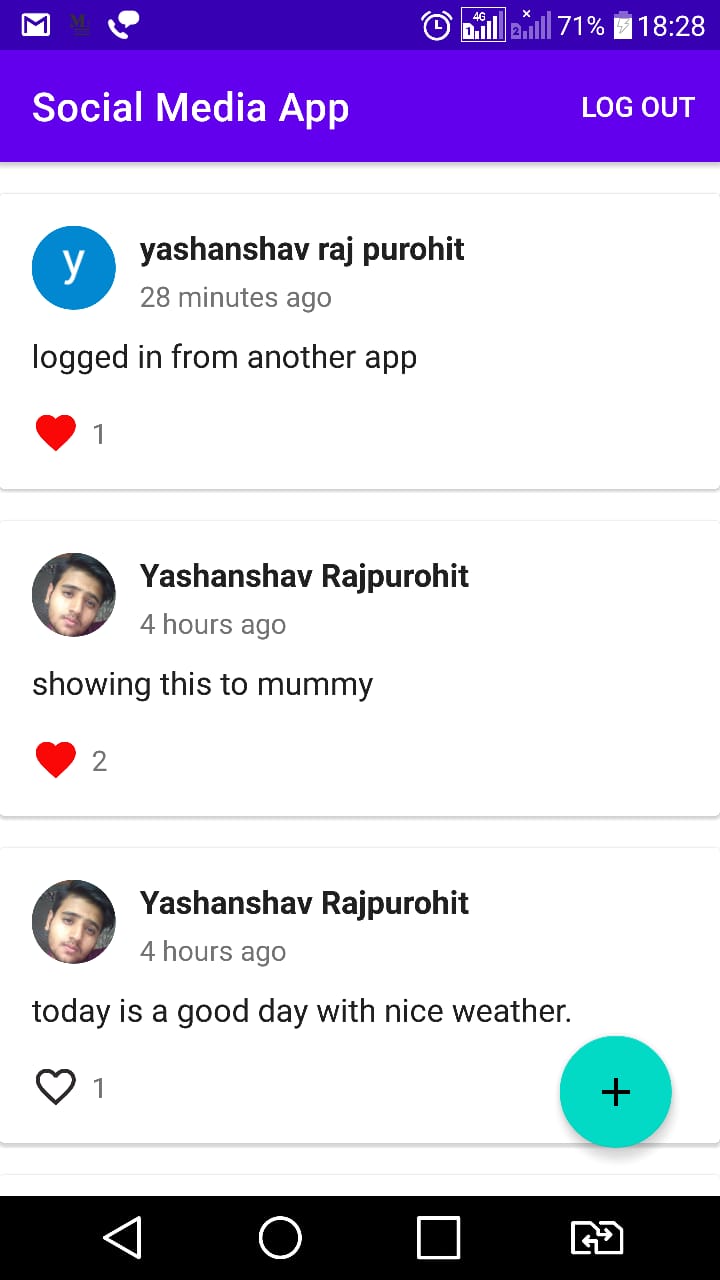 4G 1 2 71% 18:28
Social Media App LOG OUT
y yashanshav raj purohit
28 minutes ago
logged in from another app
1
Yashanshav Rajpurohit
4 hours ago
showing this to mummy
2
Yashanshav Rajpurohit
4 hours ago
today is a good day with nice weather.
1
+